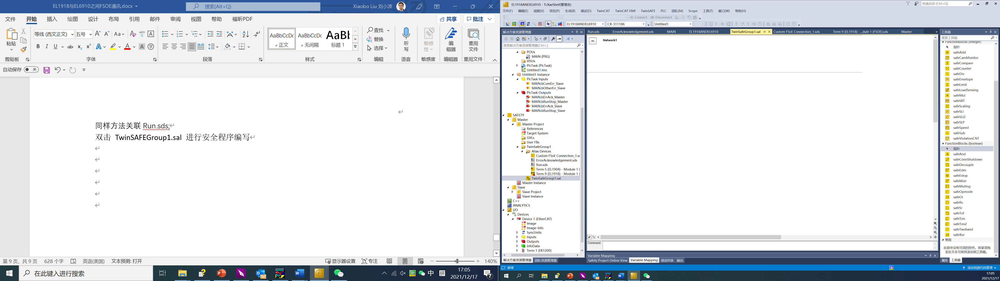 EL1918与EL6910之间FSOE通讯.docx
搜索(Alt+Q)
Xiaobo Liu 刘小波
文件 开始 插入 绘图 设计 布局 引用 邮件 审阅 视图 帮助 福昕PDF
共享 批注
粘贴
等线 (西文正文) 五号
查找
替换
选择
听写
敏感性
编辑器
重用文件
AaBbCcDc AaBbCcDc AaBb
正文 无间隔 标题 1
剪贴板 字体 段落 样式 编辑 语音 敏感度 编辑器 重用文件
自动保存 关
同样方法关联 Run.sds;
双击 TwinSAFEGroup1.sal 进行安全程序编写
第 9 页，共 9 页 628 个字 英语(美国) 文本预测: 打开
显示器设置 专注 140%
在此键入进行搜索
中 拼
17:05
2021/12/17
7
EL1918ANDEL6910 - TcXaeShell(管理员)
快速启动 (Ctrl+Q)
文件(F) 编辑(E) 视图(V) 项目(P) 生成(B) 调试(D) TwinCAT TwinCAT HMI TwinSAFE PLC 团队(M) Scope 工具(T) 窗口(W) 帮助(H)
Connect Disconnect
EL1918ANDEL6910 CX-311186 Untitled1
解决方案资源管理器
搜索解决方案资源管理器(Ctrl+;)
POUs
MAIN (PRG)
VISUs
PlcTask (PlcTask)
Untitled1.tmc
Untitled1 Instance
PlcTask Inputs
MAIN.bComErr_Slave
MAIN.bOtherErr_Slave
PlcTask Outputs
MAIN.bErrAck_Master
MAIN.bRunStop_Master
MAIN.bErrAck_Slave
MAIN.bRunStop_Slave
SAFETY
Master
Master Project
References
Target System
GVLs
User FBs
TwinSafeGroup1
Alias Devices
Custom FSoE Connection_1.sd
ErrorAcknowledgement.sds
Run.sds
Term 5 (EL1904) - Module 1 (
Term 9 (EL1918) - Module 1 (
TwinSafeGroup1.sal
Master Instance
Slave
Slave Project
Slave Instance
C++
ANALYTICS
I/O
Devices
Device 1 (EtherCAT)
Image
Image-Info
SyncUnits
Inputs
Outputs
InfoData
Term 1 (EK1200)
解决方案资源管理器 团队资源管理器
Run.sds ErrorAcknowledgement.sds MAIN EL1918ANDEL6910 TwinSafeGroup1.sal Custom FSoE Connection_1.sds Term 9 (EL1918) -...dule 1 (FSOE).sds Master
Network1
Command :
Variable Mapping
Safety Project Online View Variable Mapping 错误列表 输出
工具箱
搜索工具箱
FunctionBlocks (integer)
指针
safeAdd
safeCamMonitor
safeCompare
safeCounter
safeDiv
safeEnvelope
safeLimit
safeLoadSensing
safeMul
safeSBT
safeScaling
safeSLI
safeSLI2
safeSLP
safeSpeed
safeSub
safeViolationCNT
FunctionBlocks (boolean)
指针
safeAnd
safeConnShutdown
safeDecouple
safeEdm
safeEstop
safeMon
safeMuting
safeOpmode
safeOr
safeRs
safeSr
safeTof
safeTon
safeTon2
safeTwohand
safeXor
常规
此组中没有可用的控件。将某项拖
至此文本可将其添加到工具箱。
属性 工具箱
就绪
添加到源代码管理
17:05
2021/12/17